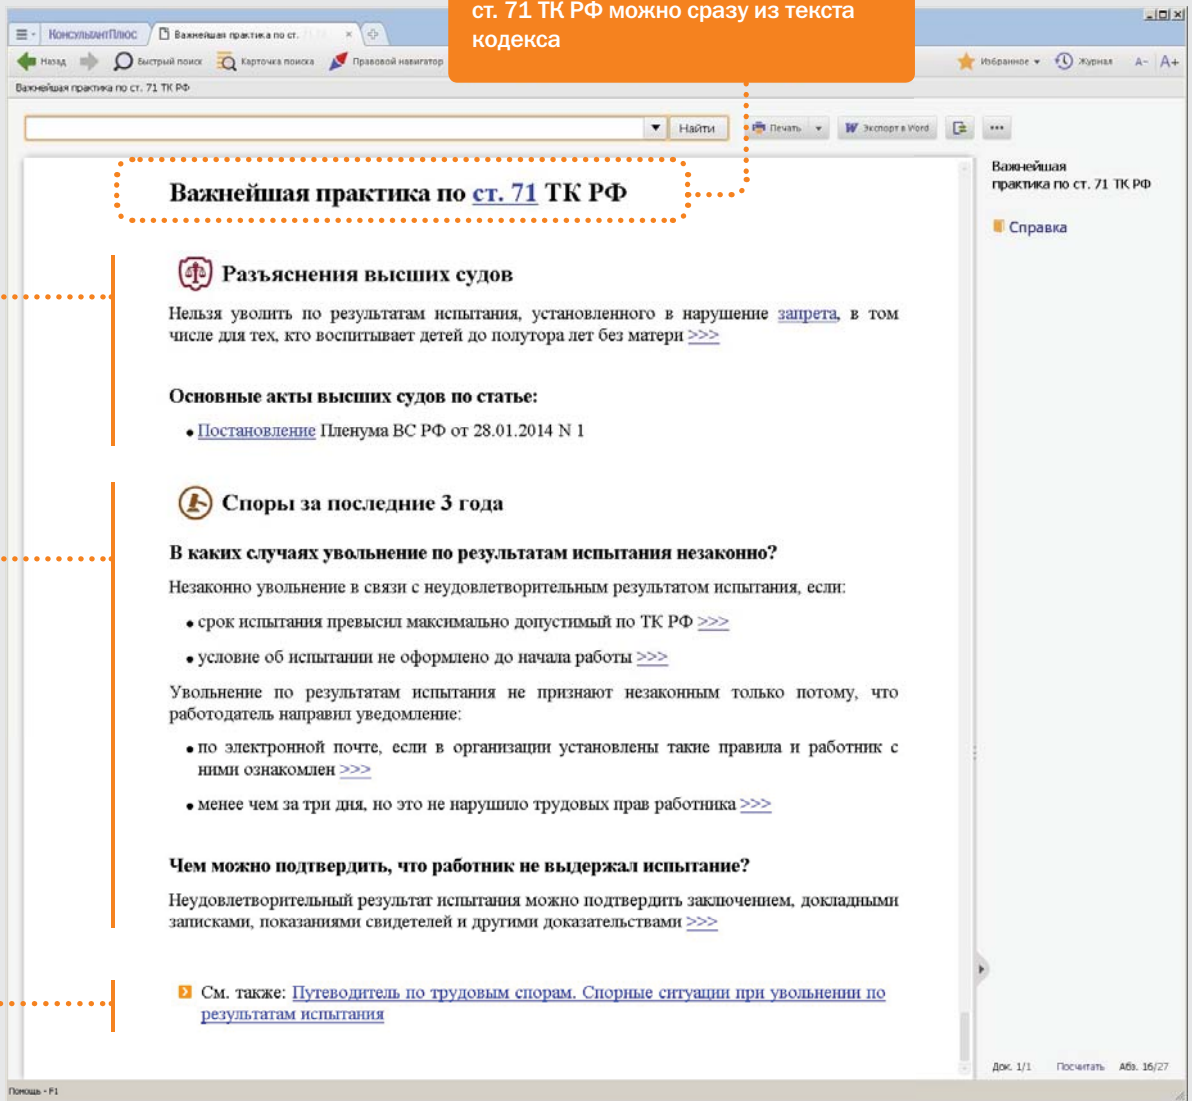 ст. 71 ТК РФ можно сразу из текста
кодекса
КонсультантПлюс
Важнейшая практика по ст.
Назад
Быстрый поиск
Карточка поиска
Правовой навигатор
Избранное
Журнал
A- A+
Важнейшая практика по ст. 71 ТК РФ
Найти
Печать
Экспорт в Word
Важнейшая
практика по ст. 71 ТК РФ
Справка
Важнейшая практика по ст. 71 ТК РФ
Разъяснения высших судов
Нельзя уволить по результатам испытания, установленного в нарушение запрета, в том
числе для тех, кто воспитывает детей до полутора лет без матери >>>
Основные акты высших судов по статье:
• Постановление Пленума ВС РФ от 28.01.2014 N 1
Споры за последние 3 года
В каких случаях увольнение по результатам испытания незаконно?
Незаконно увольнение в связи с неудовлетворительным результатом испытания, если:
• срок испытания превысил максимально допустимый по ТК РФ >>>
• условие об испытании не оформлено до начала работы >>>
Увольнение по результатам испытания не признают незаконным только потому, что
работодатель направил уведомление:
• по электронной почте, если в организации установлены такие правила и работник с
ними ознакомлен >>>
• менее чем за три дня, но это не нарушило трудовых прав работника >>>
Чем можно подтвердить, что работник не выдержал испытание?
Неудовлетворительный результат испытания можно подтвердить заключением, докладными
записками, показаниями свидетелей и другими доказательствами >>>
См. также: Путеводитель по трудовым спорам. Спорные ситуации при увольнении по
результатам испытания
Док. 1/1 Посчитать Абз. 16/27
Помощь - F1